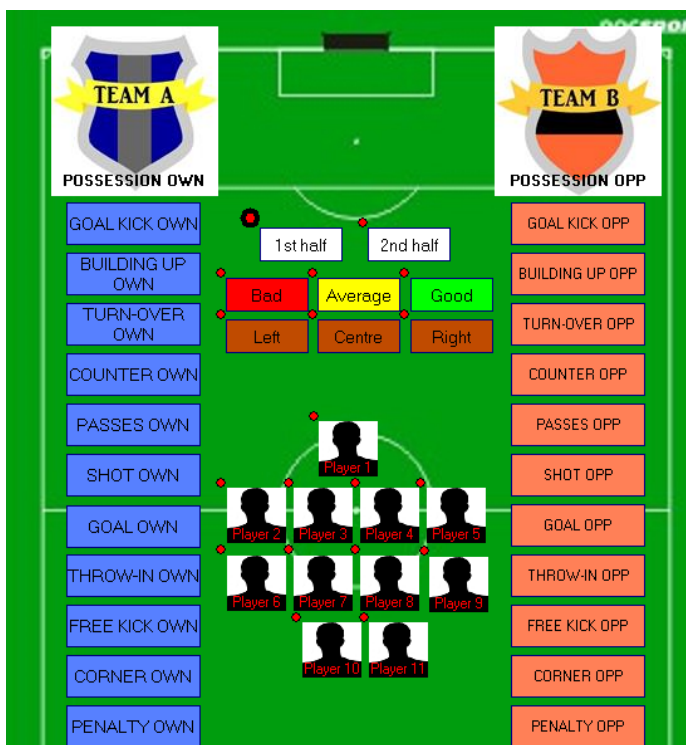 TEAM A
TEAM B
POSSESSION OWN
POSSESSION OPP
GOAL KICK OWN
GOAL KICK OPP
1st half
2nd half
BUILDING UP
OWN
BUILDING UP OPP
Bad
Average
Good
TURN-OVER
OWN
TURN-OVER OPP
Left
Centre
Right
COUNTER OWN
COUNTER OPP
PASSES OWN
PASSES OPP
Player 1
SHOT OWN
SHOT OPP
GOAL OWN
GOAL OPP
Player 2
Player 3
Player 4
Player 5
THROW-IN OWN
THROW-IN OPP
Player 6
Player 7
Player 8
Player 9
FREE KICK OWN
FREE KICK OPP
Player 10
Player 11
CORNER OWN
CORNER OPP
PENALTY OWN
PENALTY OPP